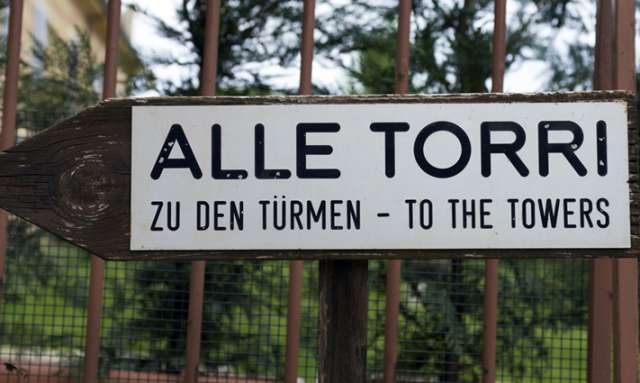 ALLE TORRI
ZU DEN TÜRMEN - TO THE TOWERS